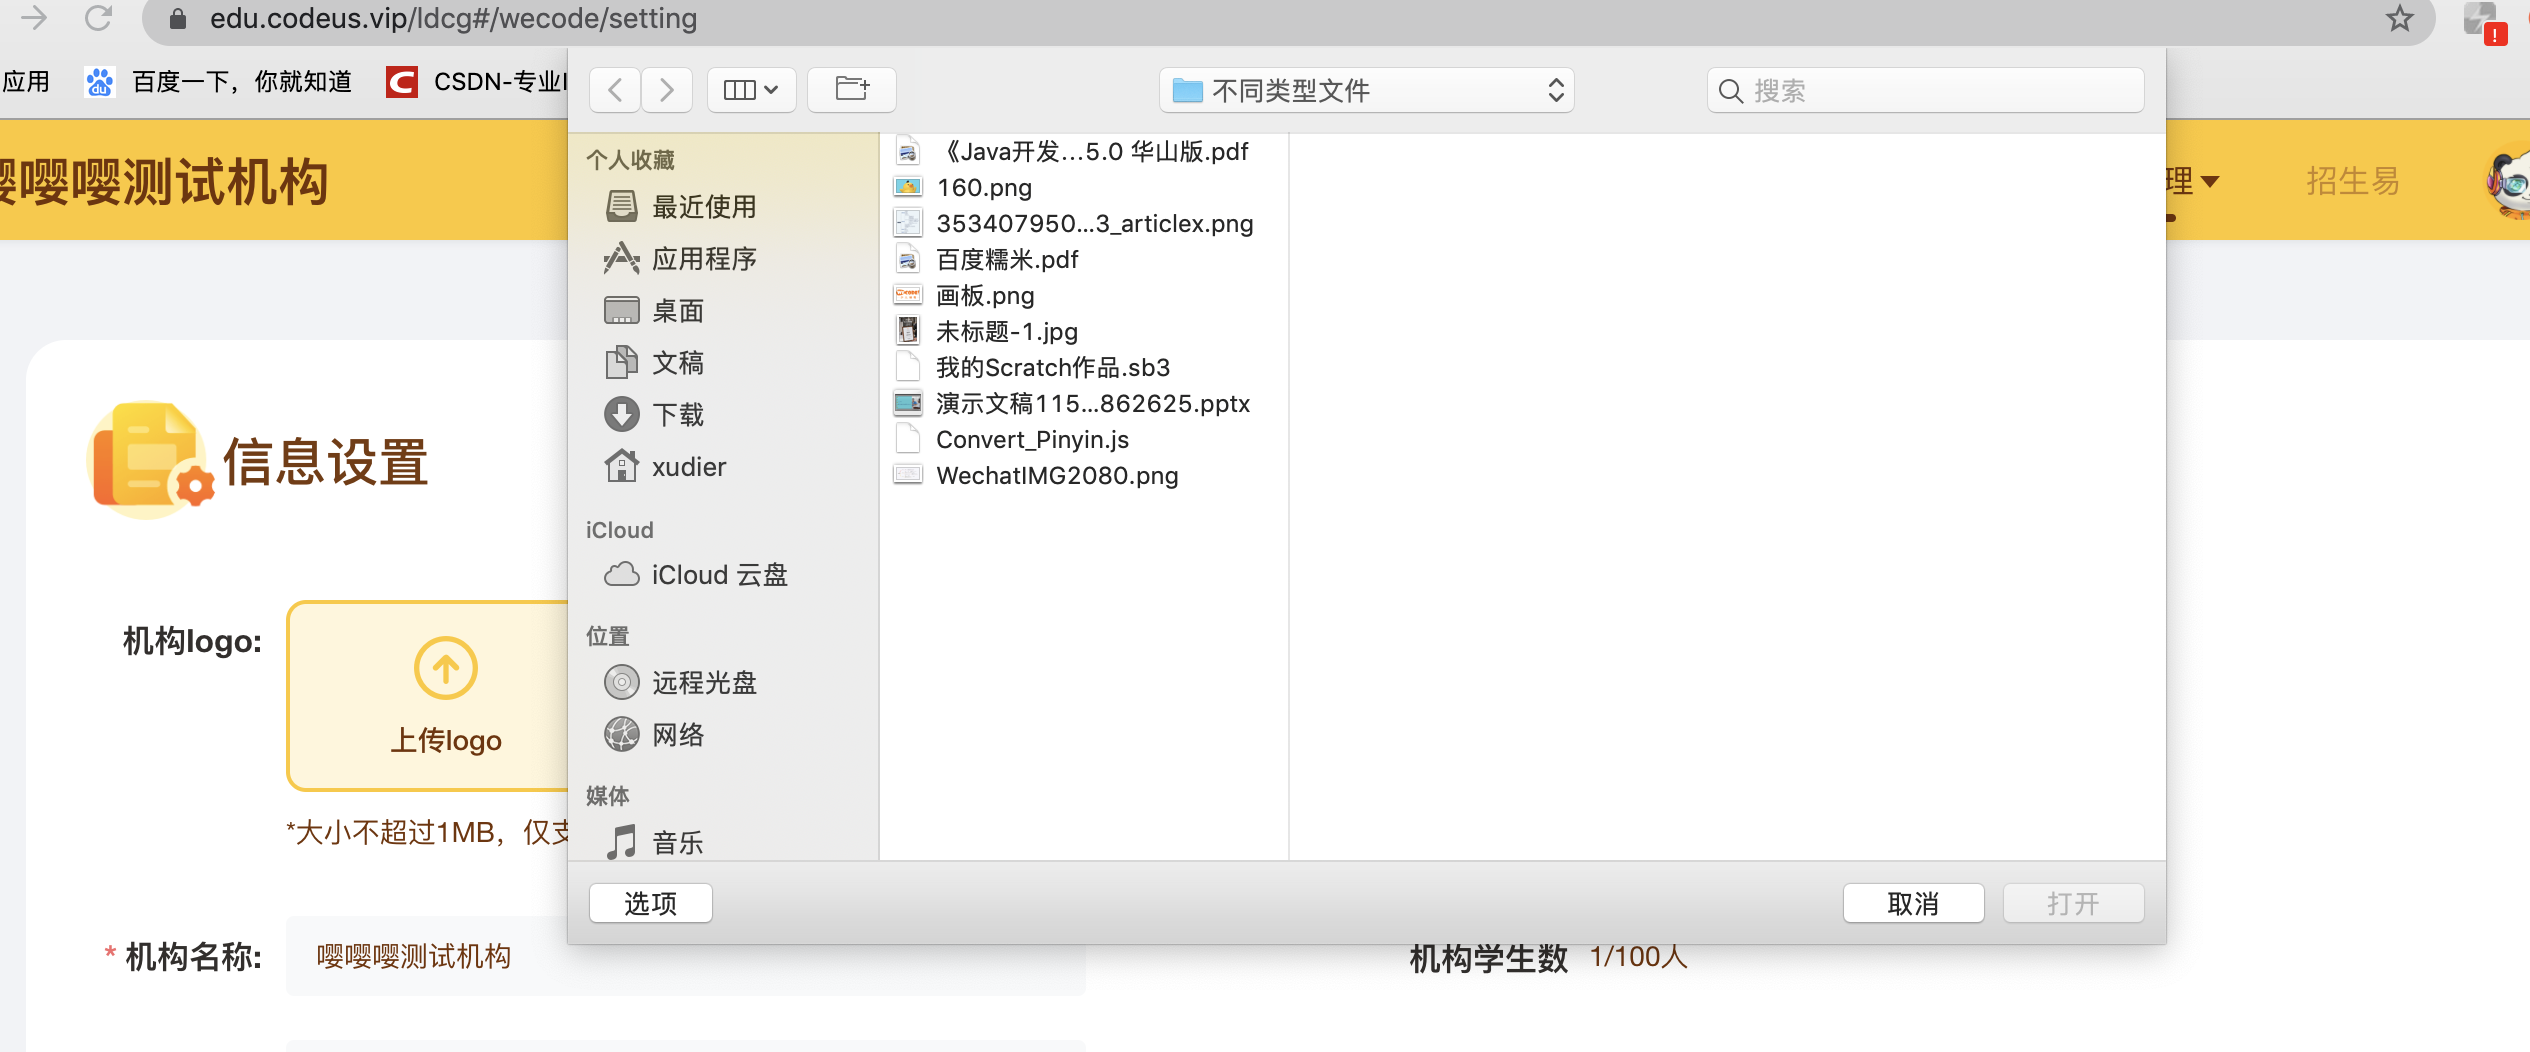 edu.codeus.vip/ldcg#/wecode/setting
应用
百度一下，你就知道
CSDN-专业
不同类型文件
搜索
嘤嘤嘤测试机构
理
招生易
个人收藏
最近使用
应用程序
桌面
文稿
下载
xudier
iCloud
iCloud 云盘
位置
远程光盘
网络
媒体
音乐
《Java开发...5.0 华山版.pdf
160.png
353407950...3_articlex.png
百度糯米.pdf
画板.png
未标题-1.jpg
我的Scratch作品.sb3
演示文稿115...862625.pptx
Convert_Pinyin.js
WechatIMG2080.png
选项
取消
打开
信息设置
机构logo:
上传logo
*大小不超过1MB，仅支
* 机构名称:
嘤嘤嘤测试机构
机构学生数
1/100人